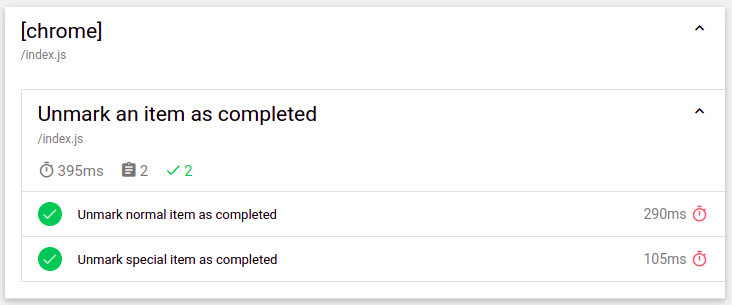 [chrome]
/index.js
Unmark an item as completed
/index.js
395ms 2 2
Unmark normal item as completed 290ms
Unmark special item as completed 105ms